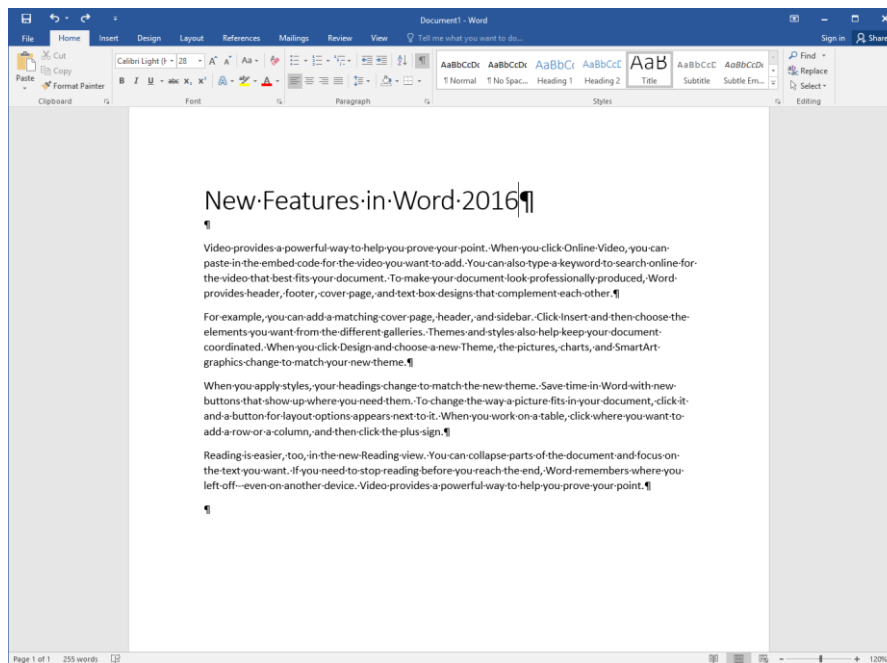 Document1 - Word
File Home Insert Design Layout References Mailings Review View Tell me what you want to do... Sign in Share
Paste
Cut
Copy
Format Painter
Clipboard
Calibri Light (H 28 A A Aa
B I U abc X₂ X² A A
Font
Paragraph
AaBbCcDc AaBbCcDc AaBbCc AaBbCcC AaB AaBbCcC AaBbCcDc
¶ Normal ¶ No Spac... Heading 1 Heading 2 Title Subtitle Subtle Em...
Styles
Find
Replace
Select
Editing
New·Features·in·Word·2016¶
¶
Video·provides·a·powerful·way·to·help·you·prove·your·point.·When·you·click·Online·Video,·you·can·
paste·in·the·embed·code·for·the·video·you·want·to·add.·You·can·also·type·a·keyword·to·search·online·for·
the·video·that·best·fits·your·document.·To·make·your·document·look·professionally·produced,·Word·
provides·header,·footer,·cover·page,·and·text·box·designs·that·complement·each·other.¶
For·example,·you·can·add·a·matching·cover·page,·header,·and·sidebar.·Click·Insert·and·then·choose·the·
elements·you·want·from·the·different·galleries.·Themes·and·styles·also·help·keep·your·document·
coordinated.·When·you·click·Design·and·choose·a·new·Theme,·the·pictures,·charts,·and·SmartArt·
graphics·change·to·match·your·new·theme.¶
When·you·apply·styles,·your·headings·change·to·match·the·new·theme.·Save·time·in·Word·with·new·
buttons·that·show·up·where·you·need·them.·To·change·the·way·a·picture·fits·in·your·document,·click·it·
and·a·button·for·layout·options·appears·next·to·it.·When·you·work·on·a·table,·click·where·you·want·to·
add·a·row·or·a·column,·and·then·click·the·plus·sign.¶
Reading·is·easier,·too,·in·the·new·Reading·view.·You·can·collapse·parts·of·the·document·and·focus·on·
the·text·you·want.·If·you·need·to·stop·reading·before·you·reach·the·end,·Word·remembers·where·you·
left·off·-·even·on·another·device.·Video·provides·a·powerful·way·to·help·you·prove·your·point.¶
¶
Page 1 of 1 255 words 120%